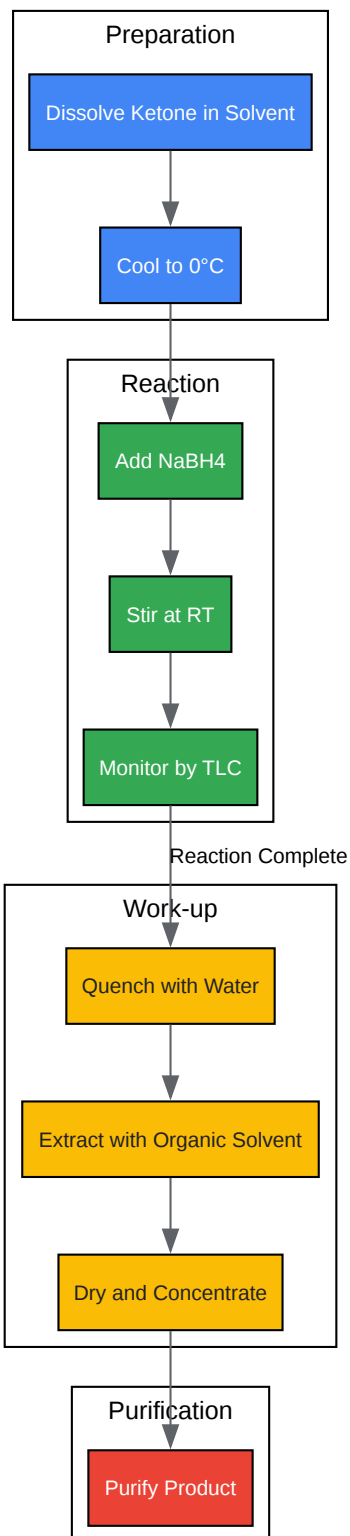 Preparation
Dissolve Ketone in Solvent
Cool to 0°C
Reaction
Add NaBH4
Stir at RT
Monitor by TLC
Reaction Complete
Work-up
Quench with Water
Extract with Organic Solvent
Dry and Concentrate
Purification
Purify Product